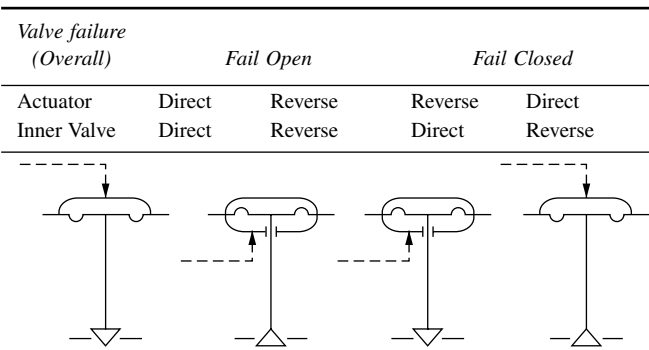 Valve failure
(Overall) Fail Open Fail Closed
Actuator Direct Reverse Reverse Direct
Inner Valve Direct Reverse Direct Reverse